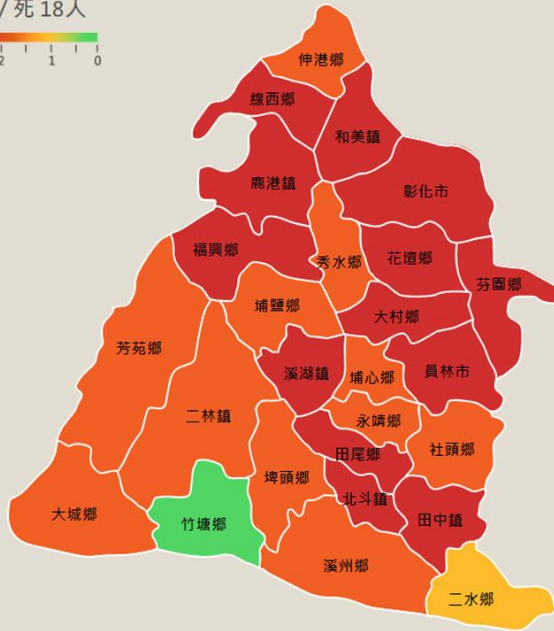 / 死 18人
2 1 0
伸港鄉
線西鄉
和美鎮
鹿港鎮
彰化市
福興鄉
秀水鄉
花壇鄉
芬園鄉
埔鹽鄉
大村鄉
芳苑鄉
溪湖鎮
埔心鄉
員林市
二林鎮
永靖鄉
田尾鄉
社頭鄉
埤頭鄉
北斗鎮
大城鄉
竹塘鄉
田中鎮
溪州鄉
二水鄉